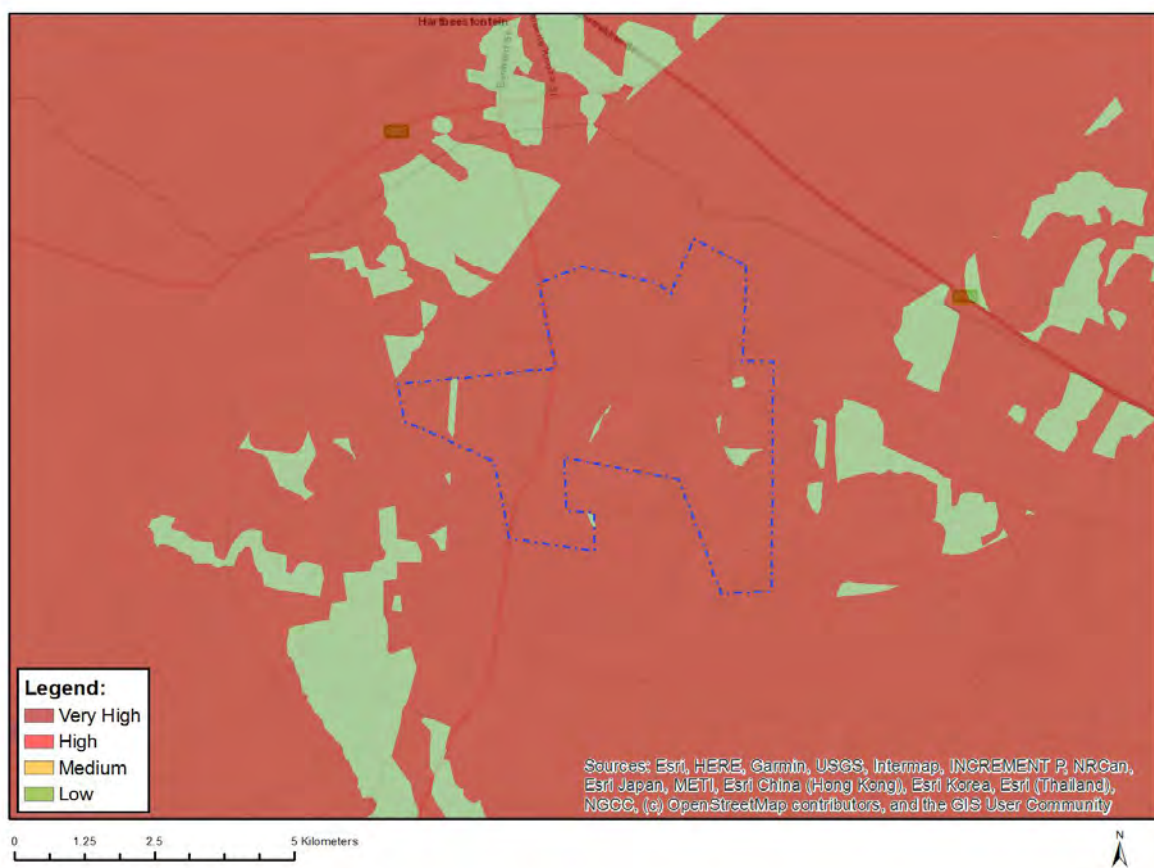 Hartbeesfontein
Legend:
Very High
High
Medium
Low
Sources: Esri, HERE, Garmin, USGS, Intermap, INCREMENT P, NRCan,
Esri Japan, METI, Esri China (Hong Kong), Esri Korea, Esri (Thailand),
NGCC, (c) OpenStreetMap contributors, and the GIS User Community
0 1.25 2.5 5 Kilometers
N